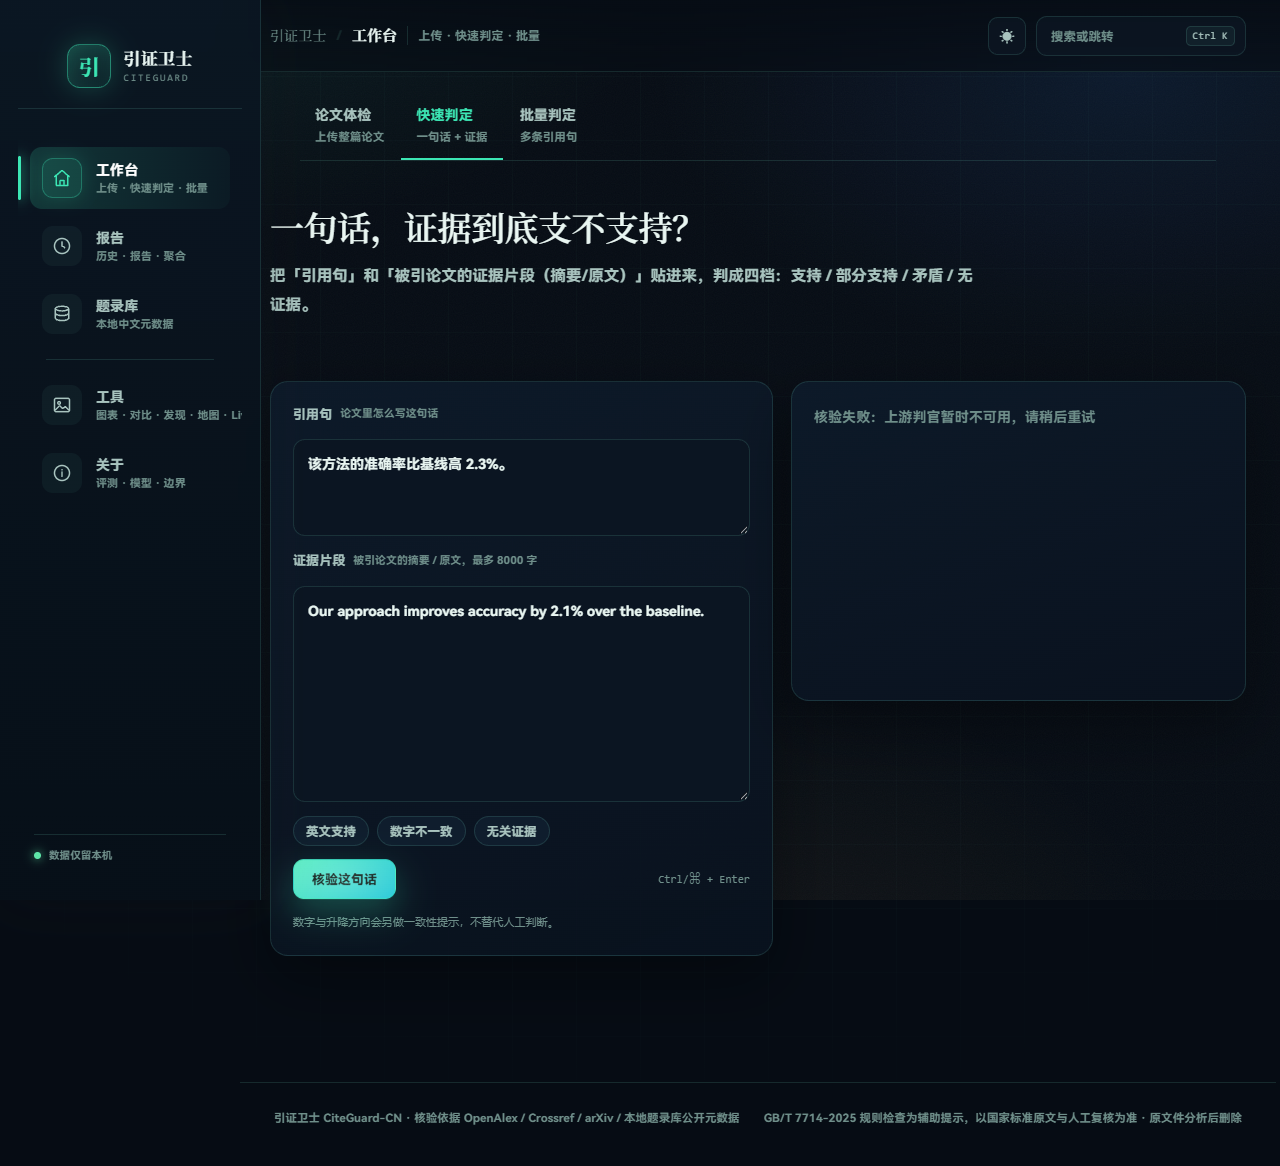 引
引证卫士
CITEGUARD
工作台
上传 · 快速判定 · 批量
报告
历史 · 报告 · 聚合
题录库
本地中文元数据
工具
图表 · 对比 · 发现 · 地图 · Li
关于
评测 · 模型 · 边界
数据仅留本机
引证卫士 / 工作台 上传 · 快速判定 · 批量
搜索或跳转 Ctrl K
论文体检 快速判定 批量判定
上传整篇论文 一句话 + 证据 多条引用句
一句话，证据到底支不支持？
把「引用句」和「被引论文的证据片段（摘要/原文）」贴进来，判成四档：支持 / 部分支持 / 矛盾 / 无
证据。
引用句 论文里怎么写这句话
该方法的准确率比基线高 2.3%。
证据片段 被引论文的摘要 / 原文，最多 8000 字
Our approach improves accuracy by 2.1% over the baseline.
英文支持 数字不一致 无关证据
核验这句话 Ctrl/⌘ + Enter
数字与升降方向会另做一致性提示，不替代人工判断。
核验失败：上游判官暂时不可用，请稍后重试
引证卫士 CiteGuard-CN · 核验依据 OpenAlex / Crossref / arXiv / 本地题录库公开元数据 GB/T 7714-2025 规则检查为辅助提示，以国家标准原文与人工复核为准 · 原文件分析后删除